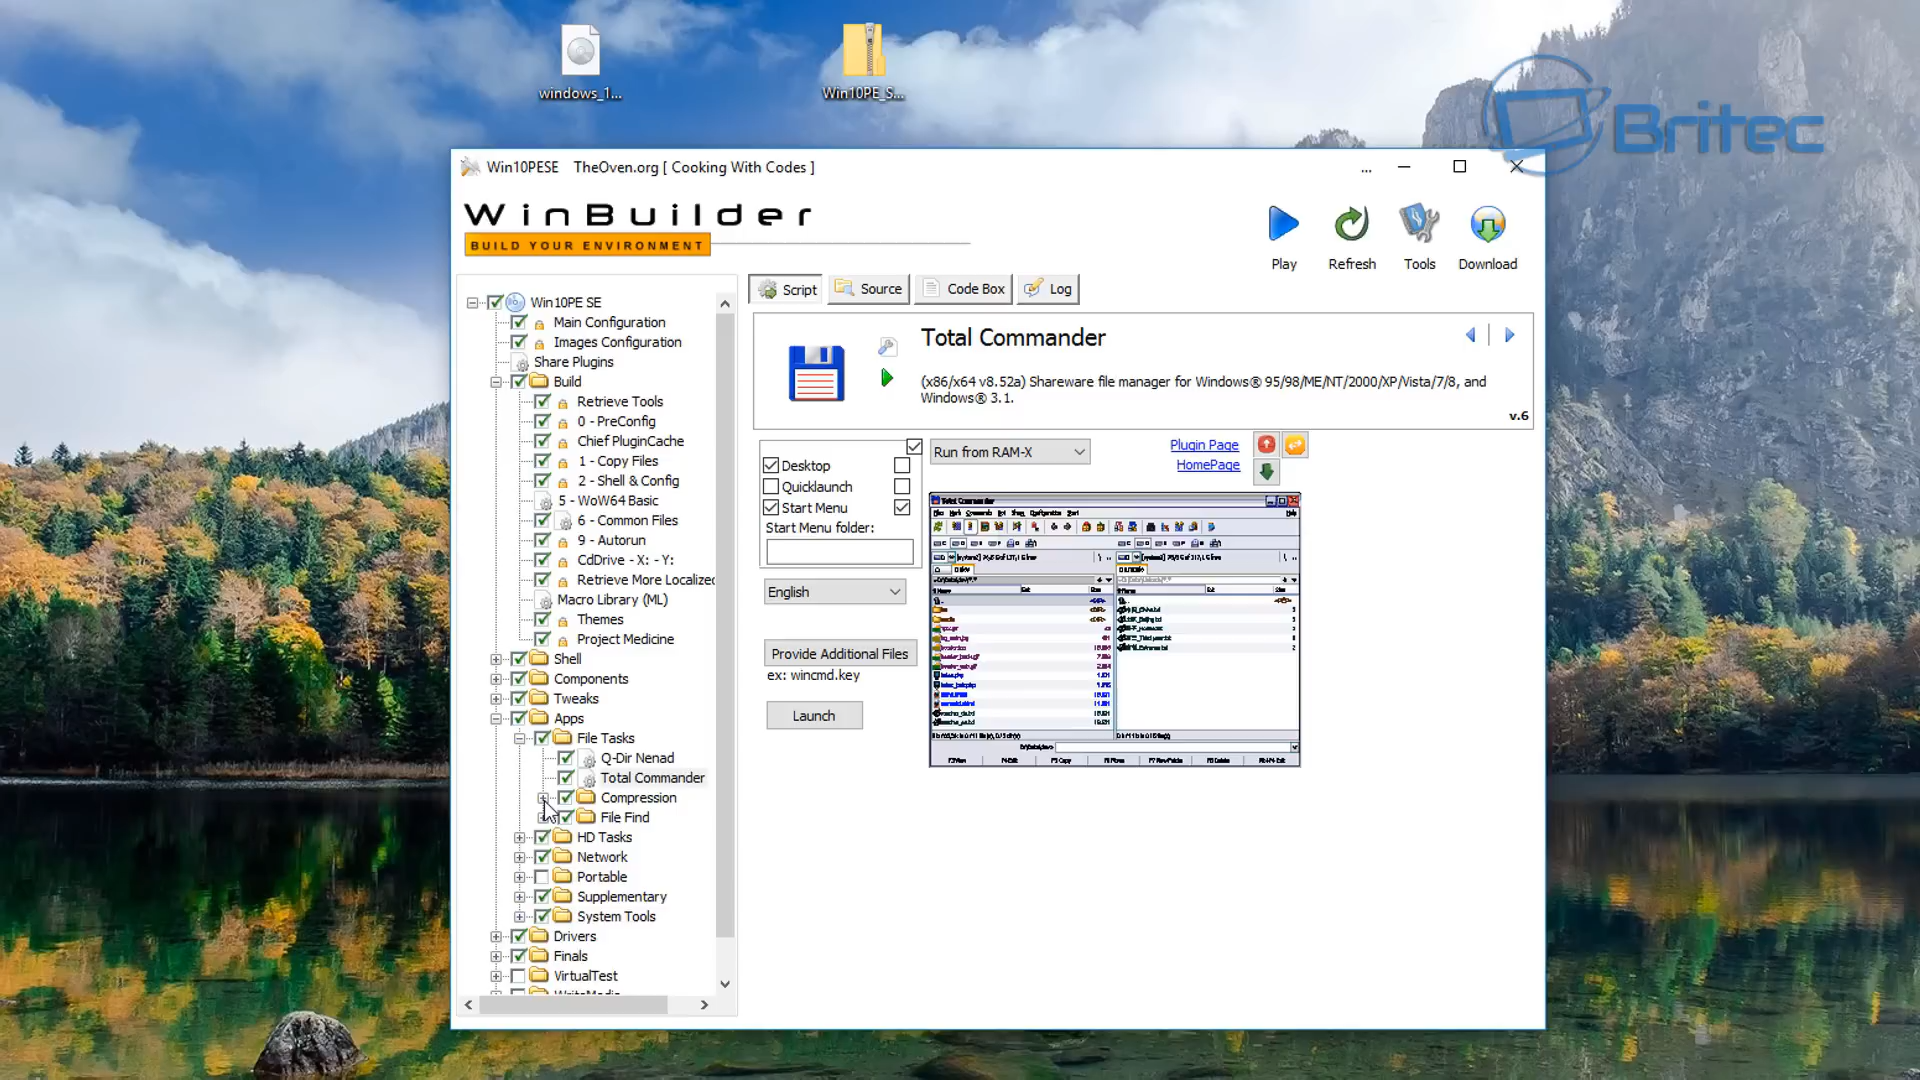 windows_1...
Win10PE_S...
Britec
Win10PESE TheOven.org [ Cooking With Codes ]
...
WinBuilder
BUILD YOUR ENVIRONMENT
Play
Refresh
Tools
Download
Script
Source
Code Box
Log
Win10PE SE
Main Configuration
Images Configuration
Share Plugins
Build
Retrieve Tools
0 - PreConfig
Chief PluginCache
1 - Copy Files
2 - Shell & Config
5 - WoW64 Basic
6 - Common Files
9 - Autorun
CdDrive - X: - Y:
Retrieve More Localized
Macro Library (ML)
Themes
Project Medicine
Shell
Components
Tweaks
Apps
File Tasks
Q-Dir Nenad
Total Commander
Compression
File Find
HD Tasks
Network
Portable
Supplementary
System Tools
Drivers
Finals
VirtualTest
Total Commander
(x86/x64 v8.52a) Shareware file manager for Windows® 95/98/ME/NT/2000/XP/Vista/7/8, and
Windows® 3.1.
v.6
Desktop
Quicklaunch
Start Menu
Start Menu folder:
Run from RAM-X
Plugin Page
HomePage
English
Provide Additional Files
ex: wincmd.key
Launch
Total Commander